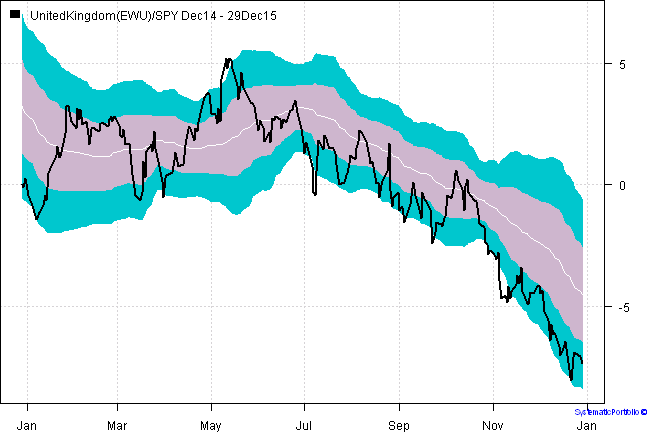 UnitedKingdom(EWU)/SPY Dec14 - 29Dec15
5
0
-5
Jan Mar May Jul Sep Nov Jan
SystematicPortfolio ©